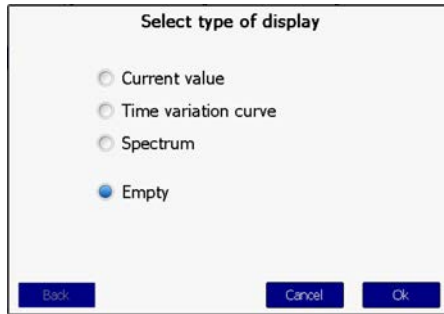 Select type of display
Current value
Time variation curve
Spectrum
Empty
Back Cancel Ok